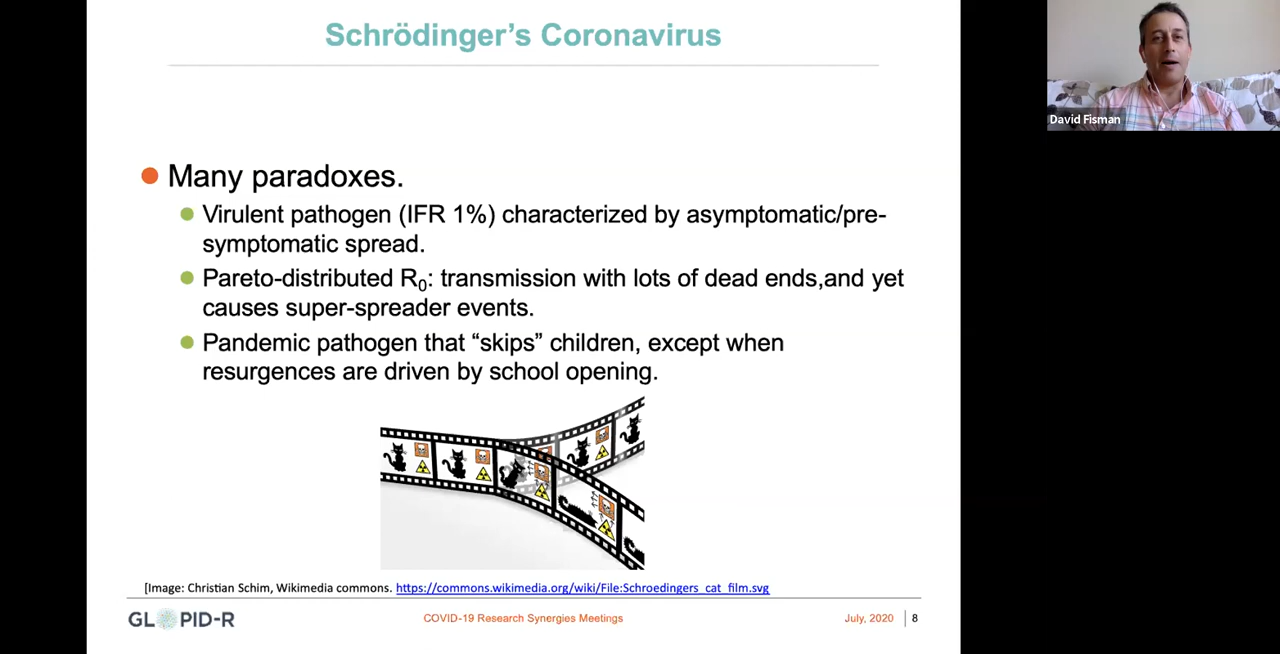 Schrödinger's Coronavirus
David Fisman
Many paradoxes.
Virulent pathogen (IFR 1%) characterized by asymptomatic/pre-
symptomatic spread.
Pareto-distributed R0: transmission with lots of dead ends,and yet
causes super-spreader events.
Pandemic pathogen that “skips” children, except when
resurgences are driven by school opening.
[Image: Christian Schim, Wikimedia commons. https://commons.wikimedia.org/wiki/File:Schroedingers_cat_film.svg
GLOPID-R
COVID-19 Research Synergies Meetings
July, 2020
8